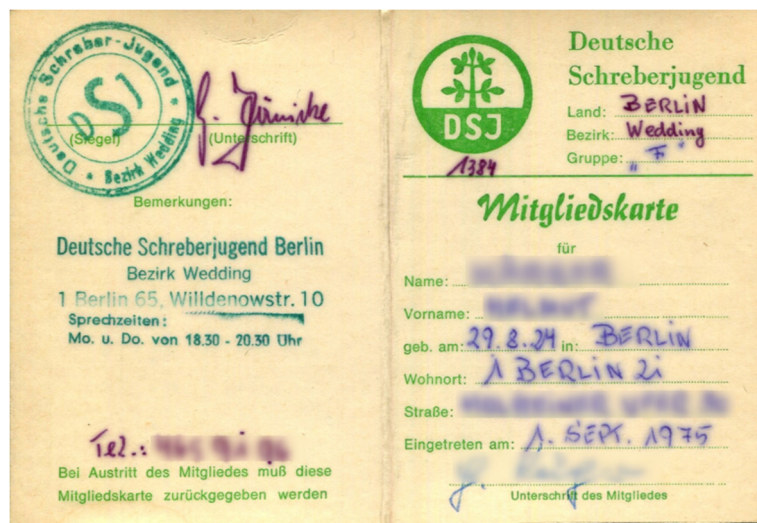 Deutsche Schreber-Jugend
DSJ
Bezirk Wedding
(Siegel) (Unterschrift)
Bemerkungen:
Deutsche Schreberjugend Berlin
Bezirk Wedding
1 Berlin 65, Willdenowstr. 10
Sprechzeiten:
Mo. u. Do. von 18.30 - 20.30 Uhr
Tel.:
Bei Austritt des Mitgliedes muß diese
Mitgliedskarte zurückgegeben werden
DSJ
1384
Deutsche
Schreberjugend
Land: BERLIN
Bezirk: Wedding
Gruppe: "F"
Mitgliedskarte
für
Name:
Vorname:
geb. am: 29.8.24 in: BERLIN
Wohnort: 1 BERLIN 21
Straße:
Eingetreten am: 1. SEPT. 1975
Unterschrift des Mitgliedes